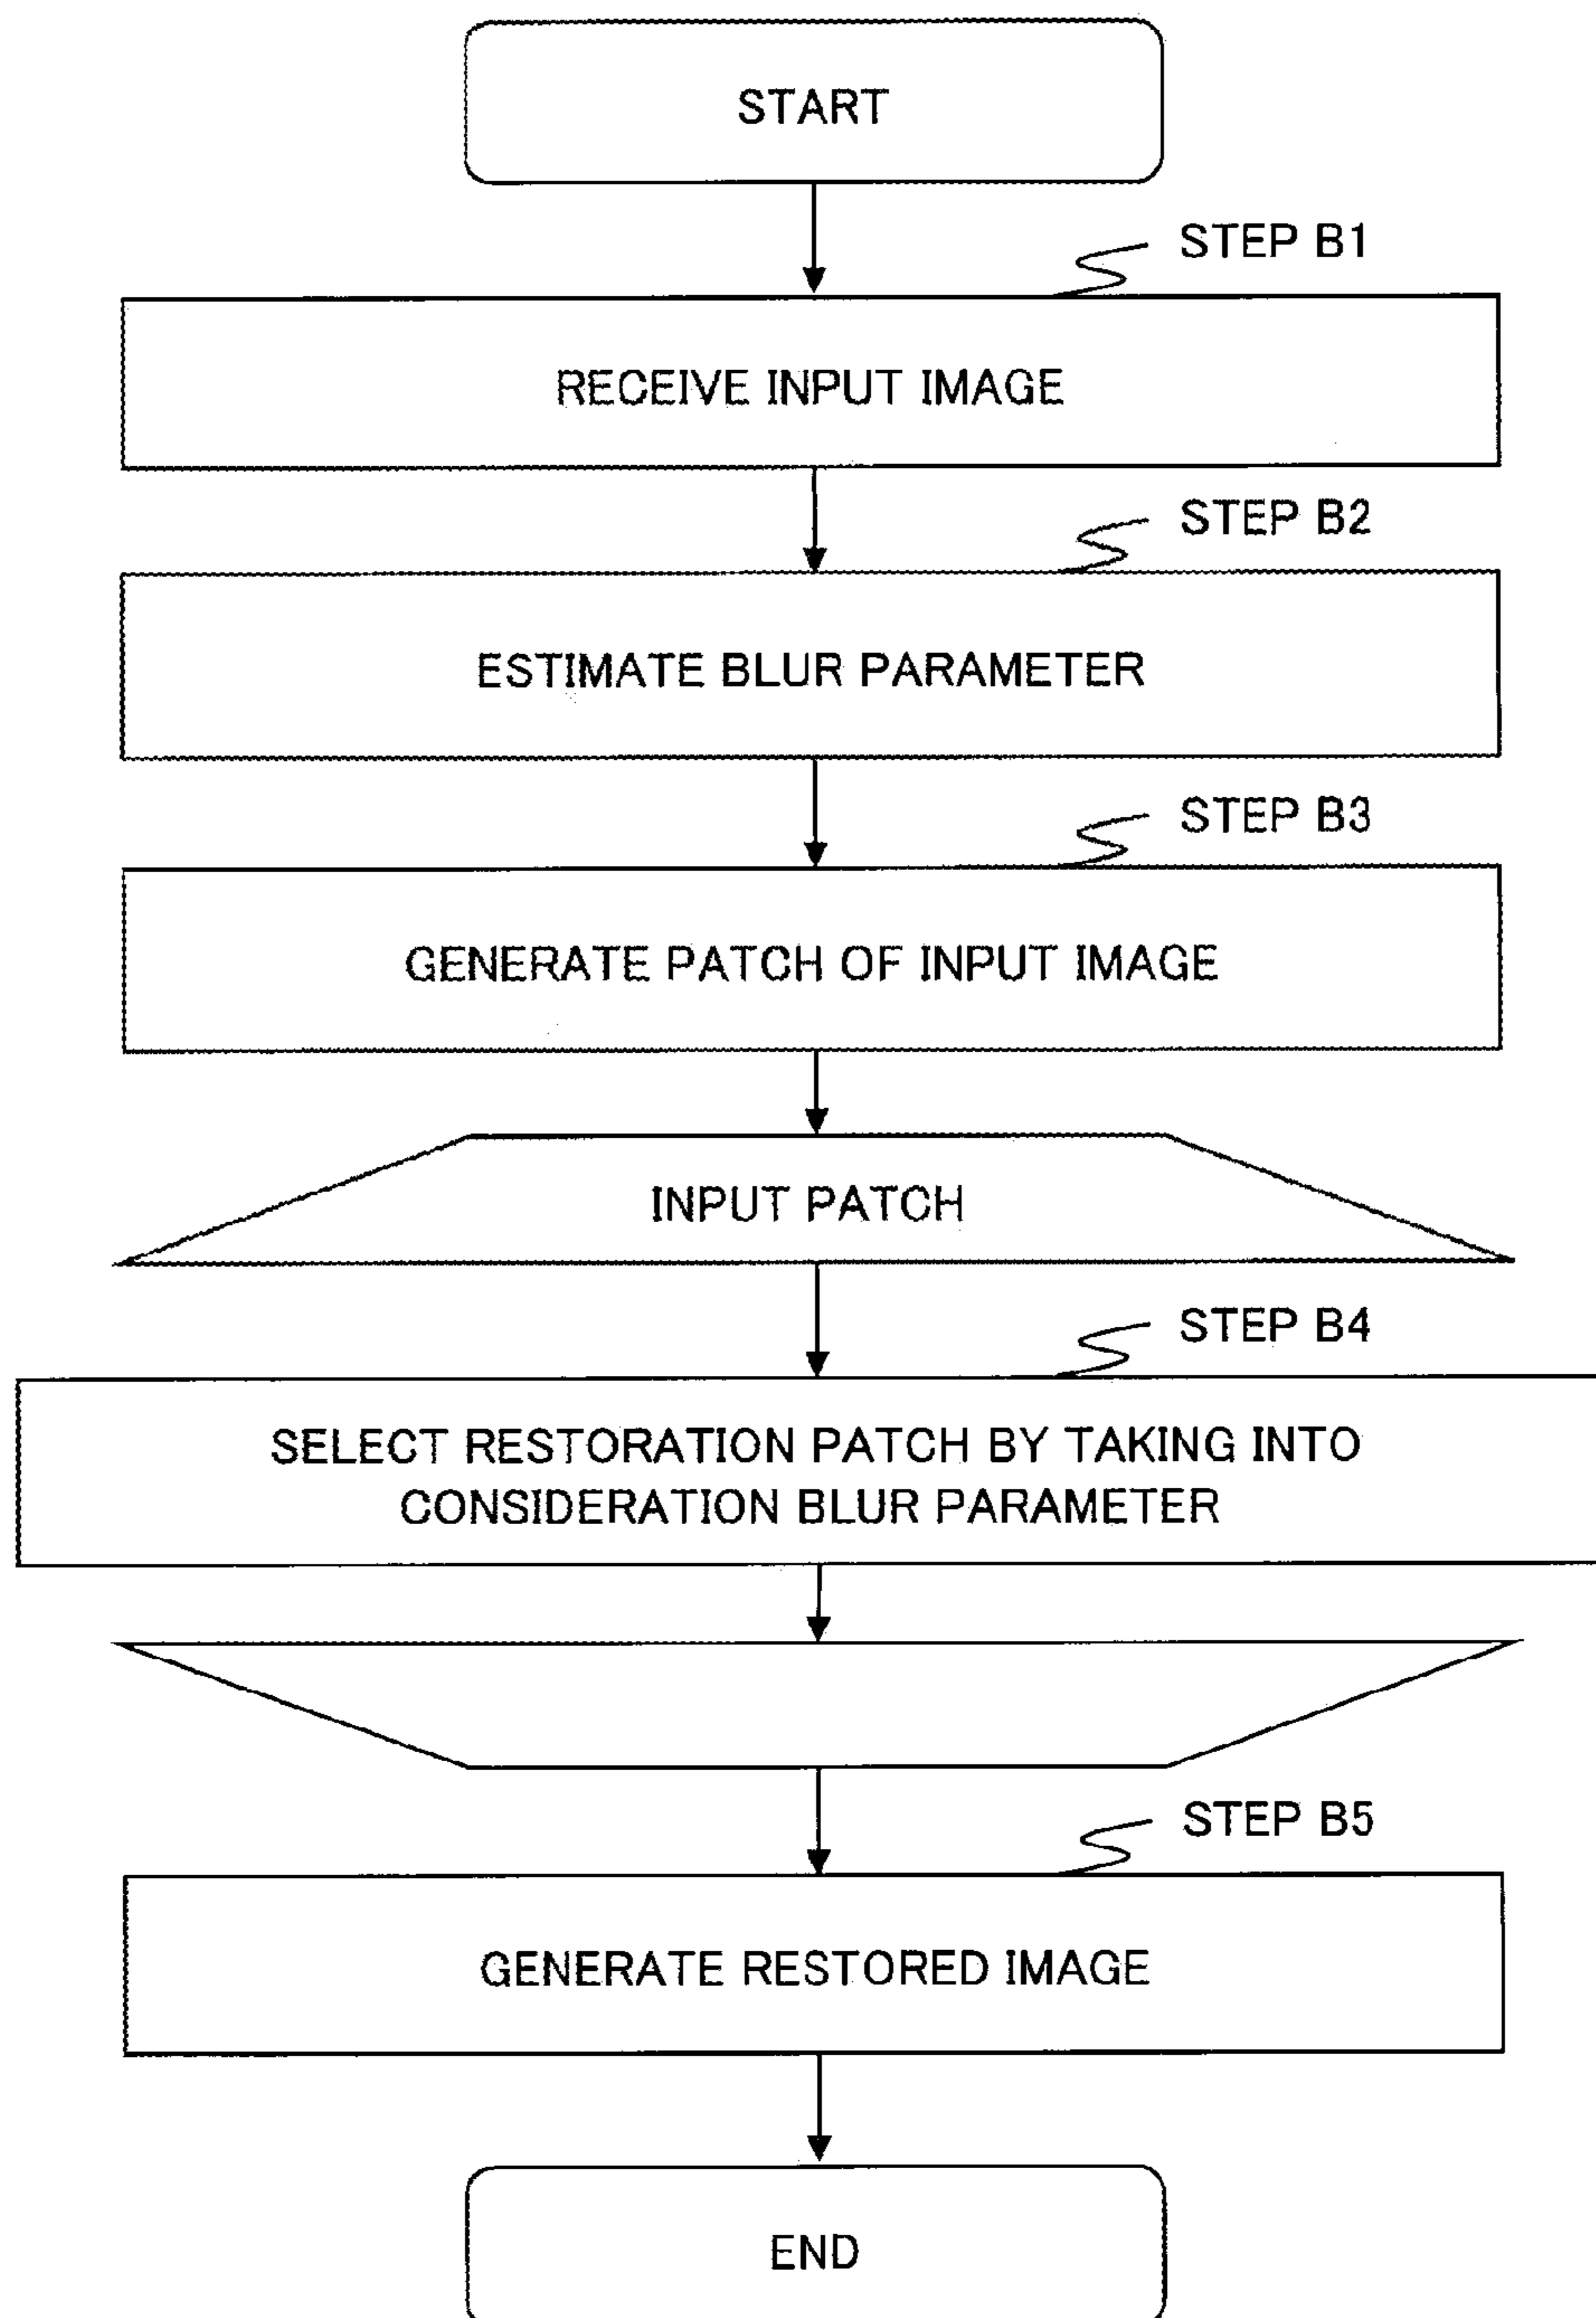 START
STEP B1
RECEIVE INPUT IMAGE
STEP B2
ESTIMATE BLUR PARAMETER
STEP B3
GENERATE PATCH OF INPUT IMAGE
INPUT PATCH
STEP B4
SELECT RESTORATION PATCH BY TAKING INTO
CONSIDERATION BLUR PARAMETER
STEP B5
GENERATE RESTORED IMAGE
END